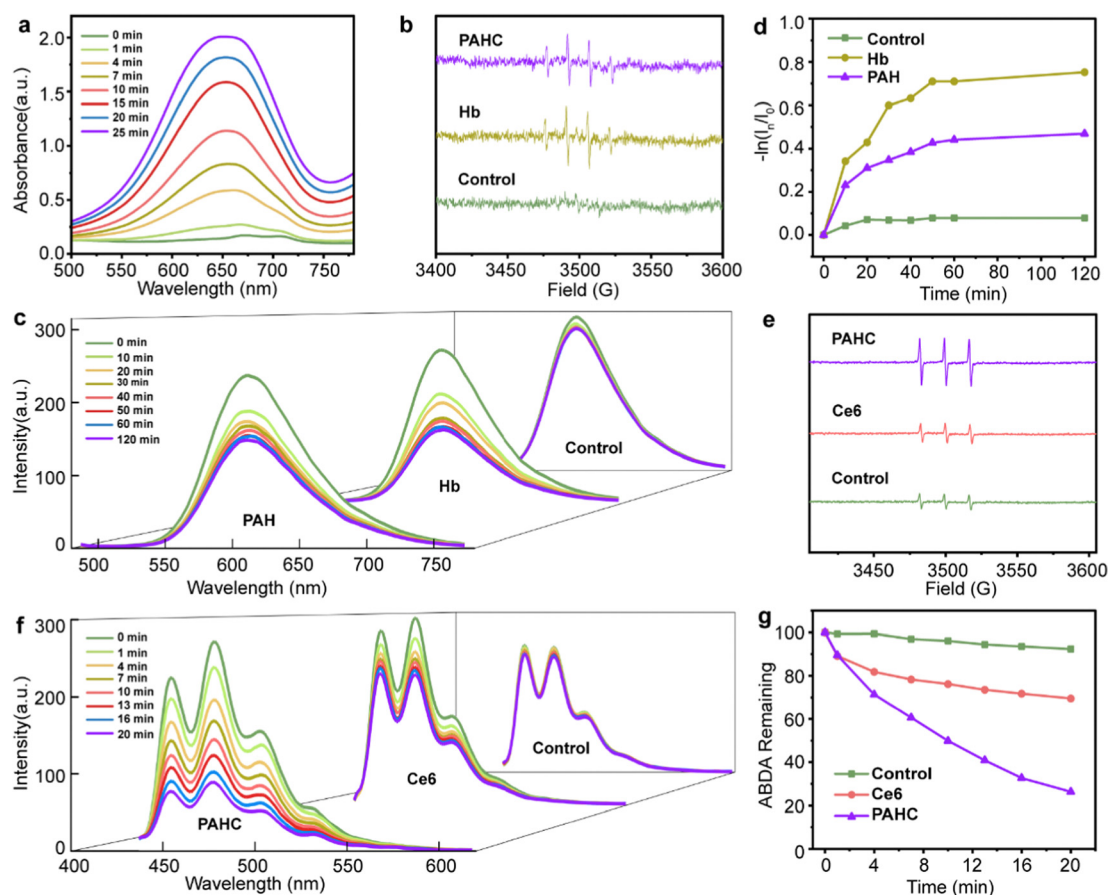 a
Absorbance(a.u.)
2.0
1.5
1.0
0.5
0.0
0 min
1 min
4 min
7 min
10 min
15 min
20 min
25 min
500 550 600 650 700 750
Wavelength (nm)
b
PAHC
Hb
Control
3400 3450 3500 3550 3600
Field (G)
d
-ln(In/I0)
1.0
0.8
0.6
0.4
0.2
0.0
Control
Hb
PAH
0 20 40 60 80 100 120
Time (min)
c
Intensity(a.u.)
300
200
150
100
0
0 min
10 min
20 min
30 min
40 min
50 min
60 min
120 min
PAH
Hb
Control
500 550 600 650 700 750
Wavelength (nm)
e
PAHC
Ce6
Control
3450 3500 3550 3600
Field (G)
f
Intensity(a.u.)
300
200
150
100
0
0 min
1 min
4 min
7 min
10 min
13 min
16 min
20 min
PAHC
Ce6
Control
400 450 500 550 600
Wavelength (nm)
g
ABDA Remaining
100
80
60
40
20
0
Control
Ce6
PAHC
0 4 8 12 16 20
Time (min)